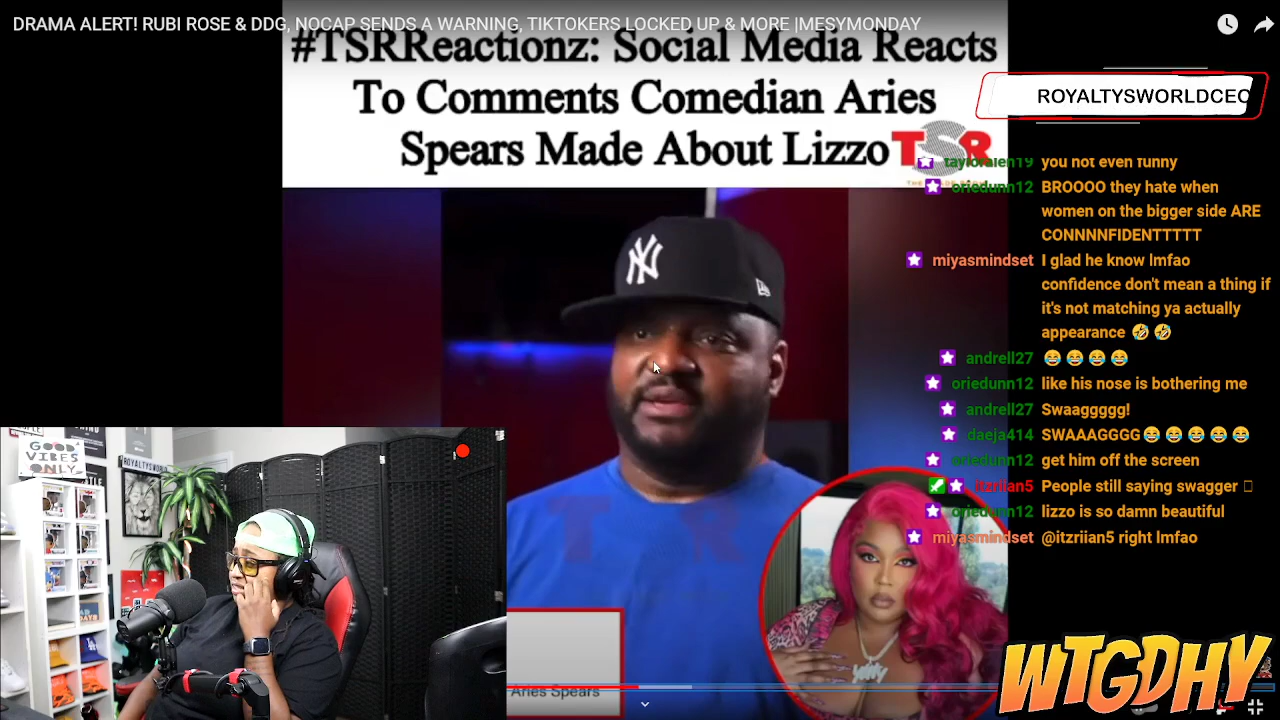 DRAMA ALERT! RUBI ROSE & DDG, NOCAP SENDS A WARNING, TIKTOKERS LOCKED UP & MORE |MESYMONDAY
#TSRReactionz: Social Media Reacts
To Comments Comedian Aries
Spears Made About Lizzo
TSR
ROYALTYSWORLDCEO
taylorallen19 you not even funny
oriedunn12 BROOOO they hate when
women on the bigger side ARE
CONNNNFIDENTTTTT
miyasmindset I glad he know lmfao
confidence don't mean a thing if
it's not matching ya actually
appearance 🤣 🤣
andrell27 😂 😂 😂 😂
oriedunn12 like his nose is bothering me
andrell27 Swaaggggg!
daeja414 SWAAAGGGG 😂 😂 😂 😂 😂
oriedunn12 get him off the screen
itzriian5 People still saying swagger
oriedunn12 lizzo is so damn beautiful
miyasmindset @itzriian5 right lmfao
NY
GOOD
VIBES
ONLY
ROYALTYSWORLD
Aries Spears
WTGDHY